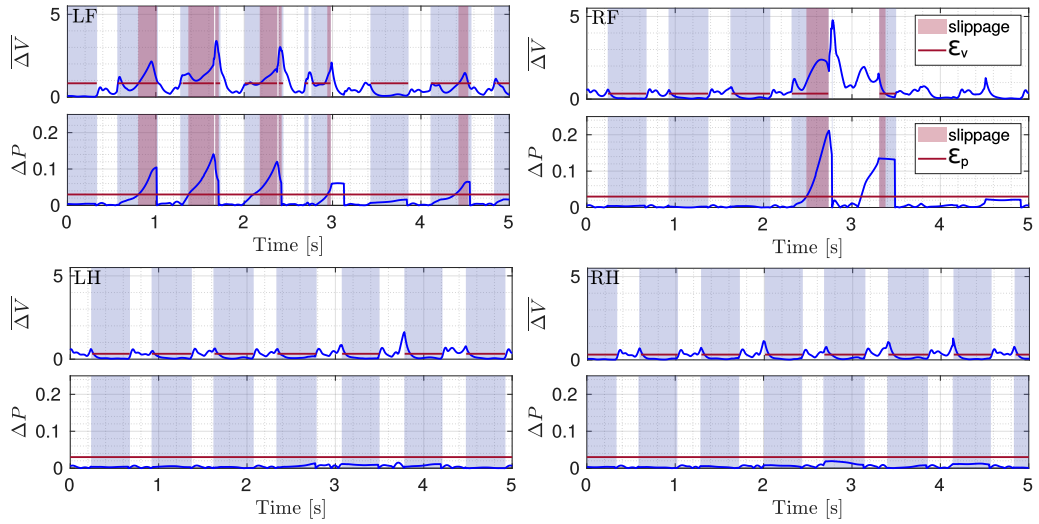 LF
ΔV
5
0
ΔP
0.2
0.1
0
0 1 2 3 4 5
Time [s]
RF
ΔV
5
0
slippage
ε_v
ΔP
0.2
0.1
0
slippage
ε_p
0 1 2 3 4 5
Time [s]
LH
ΔV
5
0
ΔP
0.2
0.1
0
0 1 2 3 4 5
Time [s]
RH
ΔV
5
0
ΔP
0.2
0.1
0
0 1 2 3 4 5
Time [s]